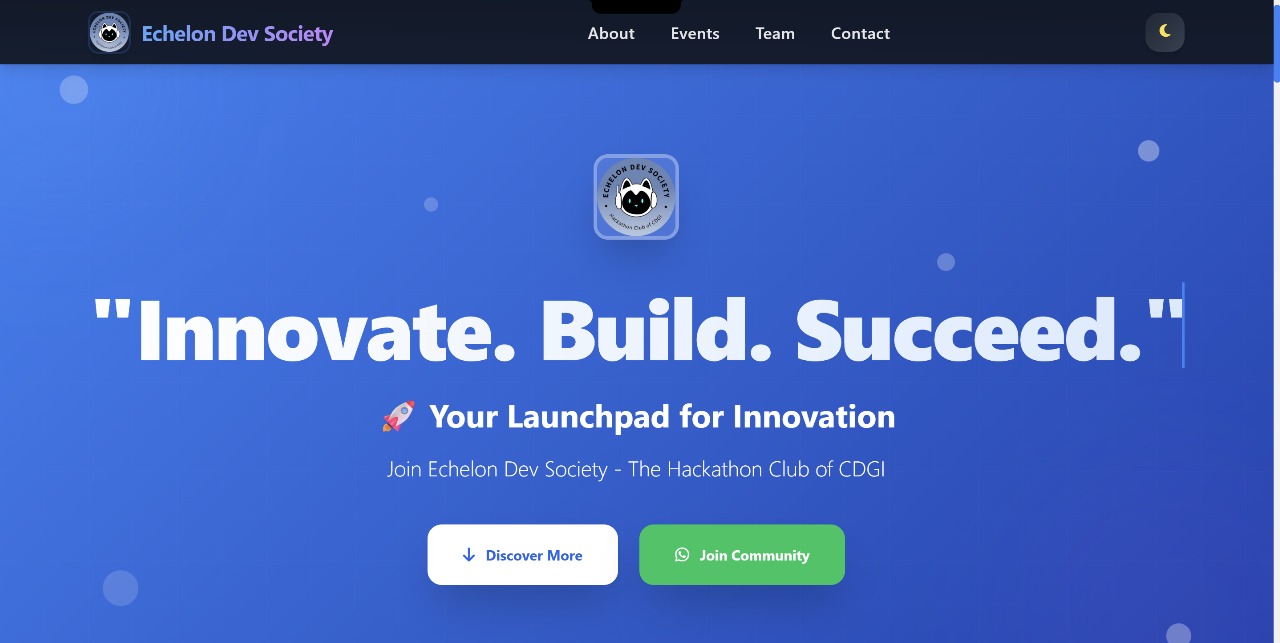 Echelon Dev Society
About
Events
Team
Contact
ECHELON DEV SOCIETY
Hackathon Club of CDGI
"Innovate. Build. Succeed."
🚀 Your Launchpad for Innovation
Join Echelon Dev Society - The Hackathon Club of CDGI
Discover More
Join Community